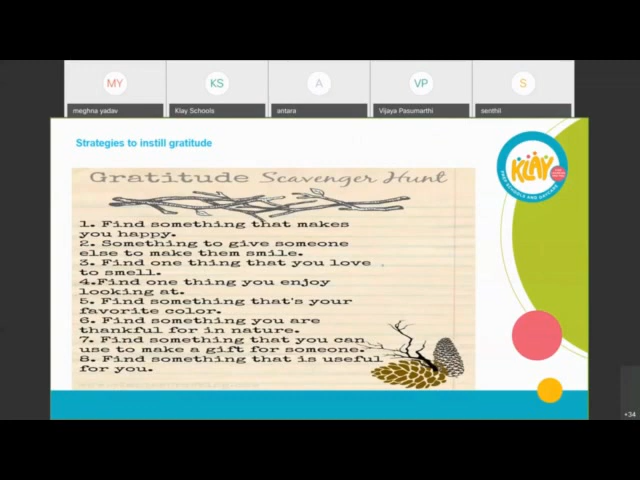 MY
KS
A
VP
S
meghna yadav
Klay Schools
antara
Vijaya Pasumarthi
senthil
Strategies to instill gratitude
KLAY
Gratitude Scavenger Hunt
1. Find something that makes
you happy.
2. Something to give someone
else to make them smile.
3. Find one thing that you love
to smell.
4.Find one thing you enjoy
looking at.
5. Find something that's your
favorite color.
6. Find something you are
thankful for in nature.
7. Find something that you can
use to make a gift for someone.
8. Find something that is useful
for you.
+34